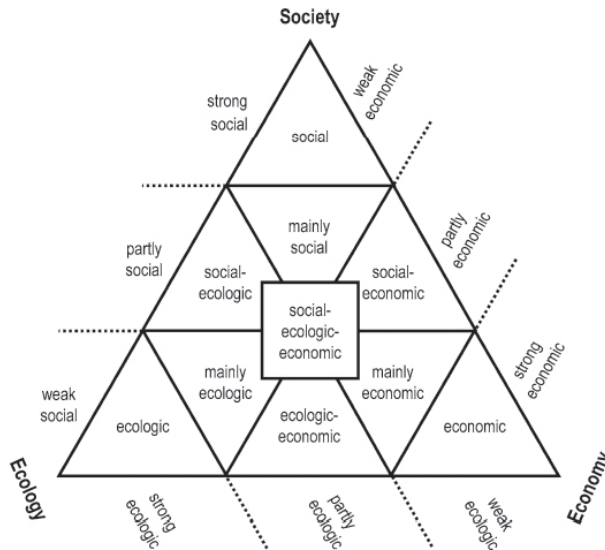 Society
strong
social
weak
economic
social
mainly
social
partly
social
partly
economic
social-
ecologic
social-
economic
social-
ecologic-
economic
weak
social
mainly
ecologic
mainly
economic
strong
economic
ecologic
ecologic-
economic
economic
Ecology
strong
ecologic
partly
ecologic
weak
ecologic
Economy